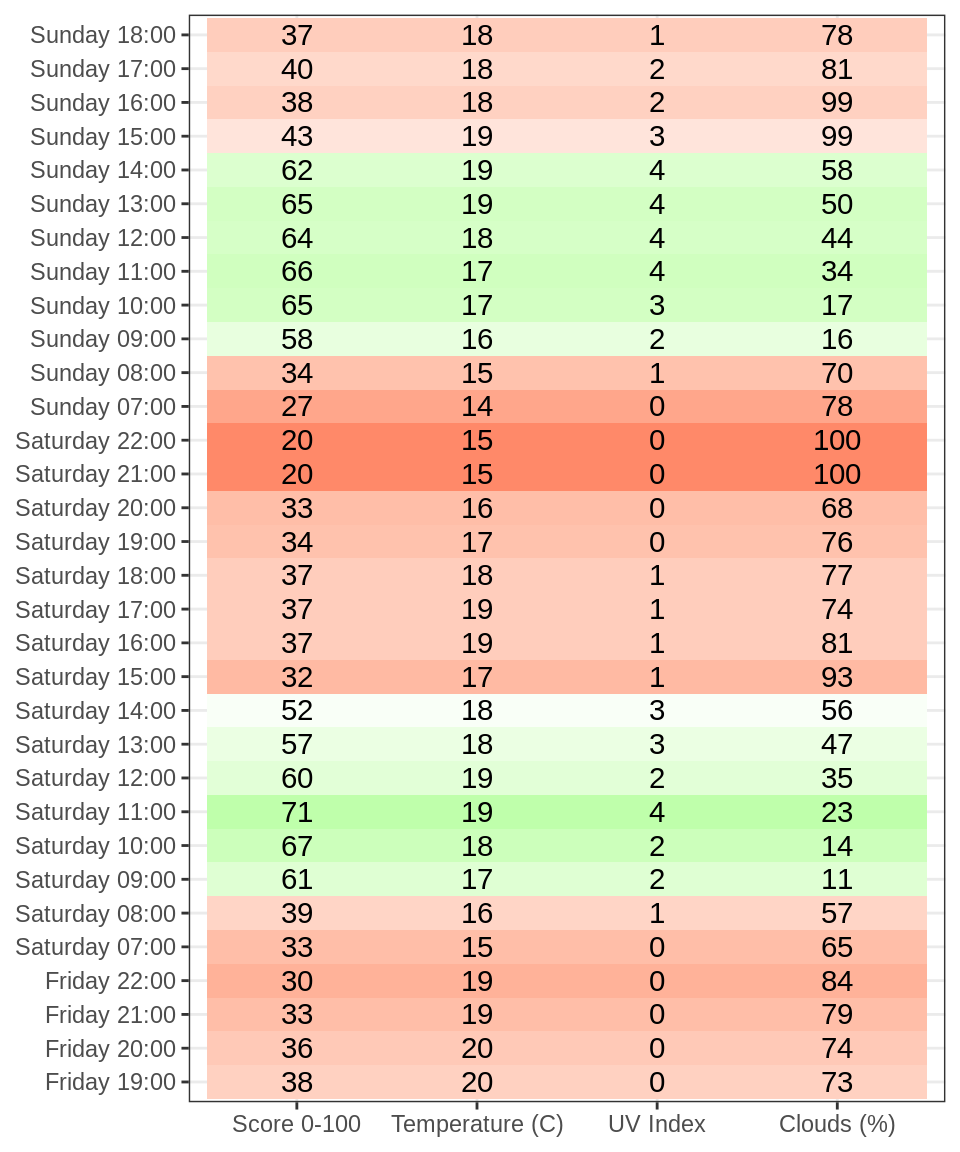 Sunday 18:00 37 18 1 78
Sunday 17:00 40 18 2 81
Sunday 16:00 38 18 2 99
Sunday 15:00 43 19 3 99
Sunday 14:00 62 19 4 58
Sunday 13:00 65 19 4 50
Sunday 12:00 64 18 4 44
Sunday 11:00 66 17 4 34
Sunday 10:00 65 17 3 17
Sunday 09:00 58 16 2 16
Sunday 08:00 34 15 1 70
Sunday 07:00 27 14 0 78
Saturday 22:00 20 15 0 100
Saturday 21:00 20 15 0 100
Saturday 20:00 33 16 0 68
Saturday 19:00 34 17 0 76
Saturday 18:00 37 18 1 77
Saturday 17:00 37 19 1 74
Saturday 16:00 37 19 1 81
Saturday 15:00 32 17 1 93
Saturday 14:00 52 18 3 56
Saturday 13:00 57 18 3 47
Saturday 12:00 60 19 2 35
Saturday 11:00 71 19 4 23
Saturday 10:00 67 18 2 14
Saturday 09:00 61 17 2 11
Saturday 08:00 39 16 1 57
Saturday 07:00 33 15 0 65
Friday 22:00 30 19 0 84
Friday 21:00 33 19 0 79
Friday 20:00 36 20 0 74
Friday 19:00 38 20 0 73
Score 0-100 Temperature (C) UV Index Clouds (%)